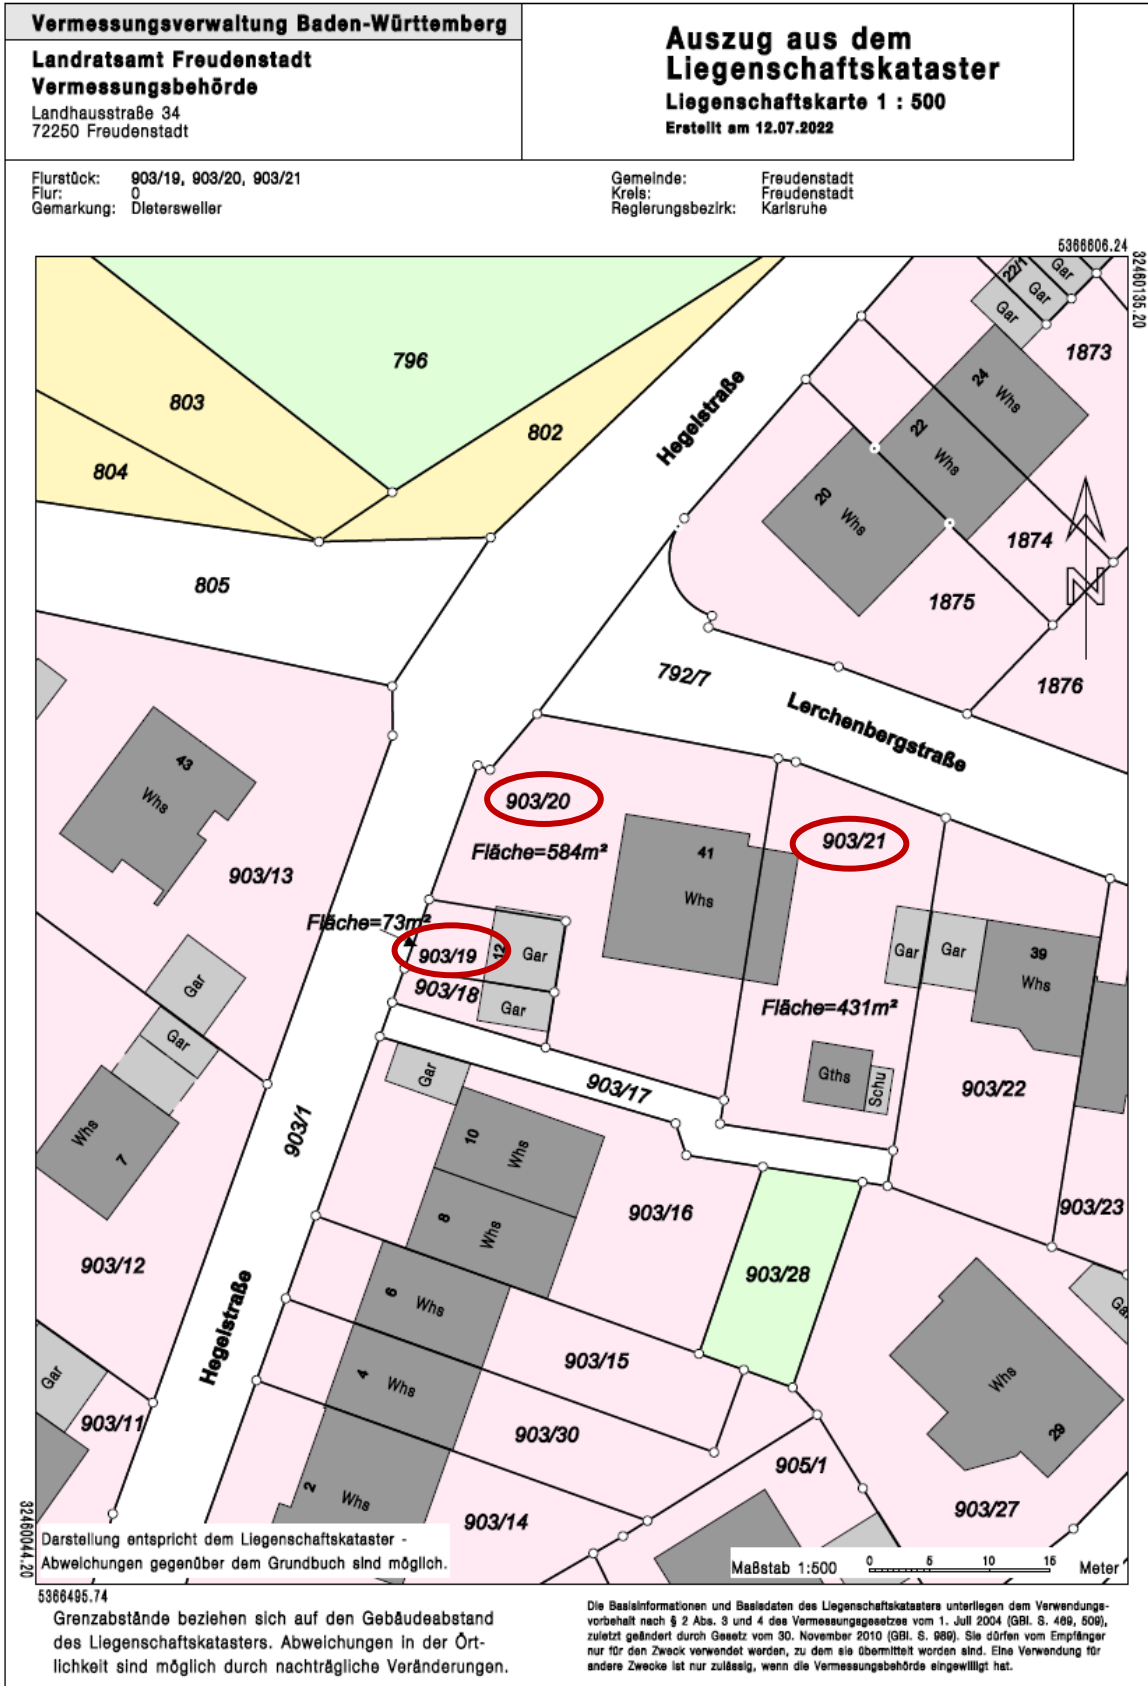 Vermessungsverwaltung Baden-Württemberg
Landratsamt Freudenstadt
Vermessungsbehörde
Landhausstraße 34
72250 Freudenstadt
Auszug aus dem
Liegenschaftskataster
Liegenschaftskarte 1 : 500
Erstellt am 12.07.2022
Flurstück: 903/19, 903/20, 903/21
Flur: 0
Gemarkung: Dietersweiler
Gemeinde: Freudenstadt
Kreis: Freudenstadt
Regierungsbezirk: Karlsruhe
5366606.24
32460135.20
22/1
Gar
Gar
Gar
1873
796
803
802
804
Hegelstraße
24
Whs
22
Whs
20
Whs
1874
N
805
1875
1876
792/7
Lerchenbergstraße
43
Whs
903/20
903/21
Fläche=584m²
41
Whs
903/13
Fläche=73m²
903/19
12
Gar
903/18
Gar
Gar
Gar
39
Whs
Fläche=431m²
Gar
Gar
Gar
Gths
Schu
903/17
903/22
Whs
7
903/1
10
Whs
8
Whs
903/16
903/23
903/12
903/28
Hegelstraße
6
Whs
Gar
903/15
4
Whs
Gar
Whs
29
903/11
903/30
905/1
2
Whs
903/14
903/27
32460044.20
Darstellung entspricht dem Liegenschaftskataster -
Abweichungen gegenüber dem Grundbuch sind möglich.
Maßstab 1:500 0 5 10 15 Meter
5366495.74
Grenzabstände beziehen sich auf den Gebäudeabstand
des Liegenschaftskatasters. Abweichungen in der Ört-
lichkeit sind möglich durch nachträgliche Veränderungen.
Die Basisinformationen und Basisdaten des Liegenschaftskatasters unterliegen dem Verwendungs-
vorbehalt nach § 2 Abs. 3 und 4 des Vermessungsgesetzes vom 1. Juli 2004 (GBl. S. 469, 509),
zuletzt geändert durch Gesetz vom 30. November 2010 (GBl. S. 989). Sie dürfen vom Empfänger
nur für den Zweck verwendet werden, zu dem sie übermittelt worden sind. Eine Verwendung für
andere Zwecke ist nur zulässig, wenn die Vermessungsbehörde eingewilligt hat.